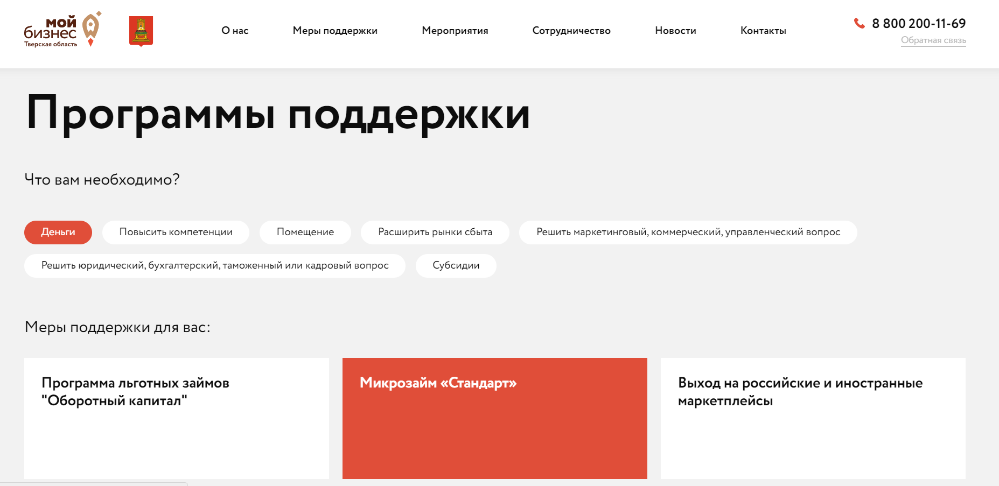 мой
бизнес
Тверская область
О нас
Меры поддержки
Мероприятия
Сотрудничество
Новости
Контакты
8 800 200-11-69
Обратная связь
Программы поддержки
Что вам необходимо?
Деньги
Повысить компетенции
Помещение
Расширить рынки сбыта
Решить маркетинговый, коммерческий, управленческий вопрос
Решить юридический, бухгалтерский, таможенный или кадровый вопрос
Субсидии
Меры поддержки для вас:
Программа льготных займов
"Оборотный капитал"
Микрозайм «Стандарт»
Выход на российские и иностранные
маркетплейсы